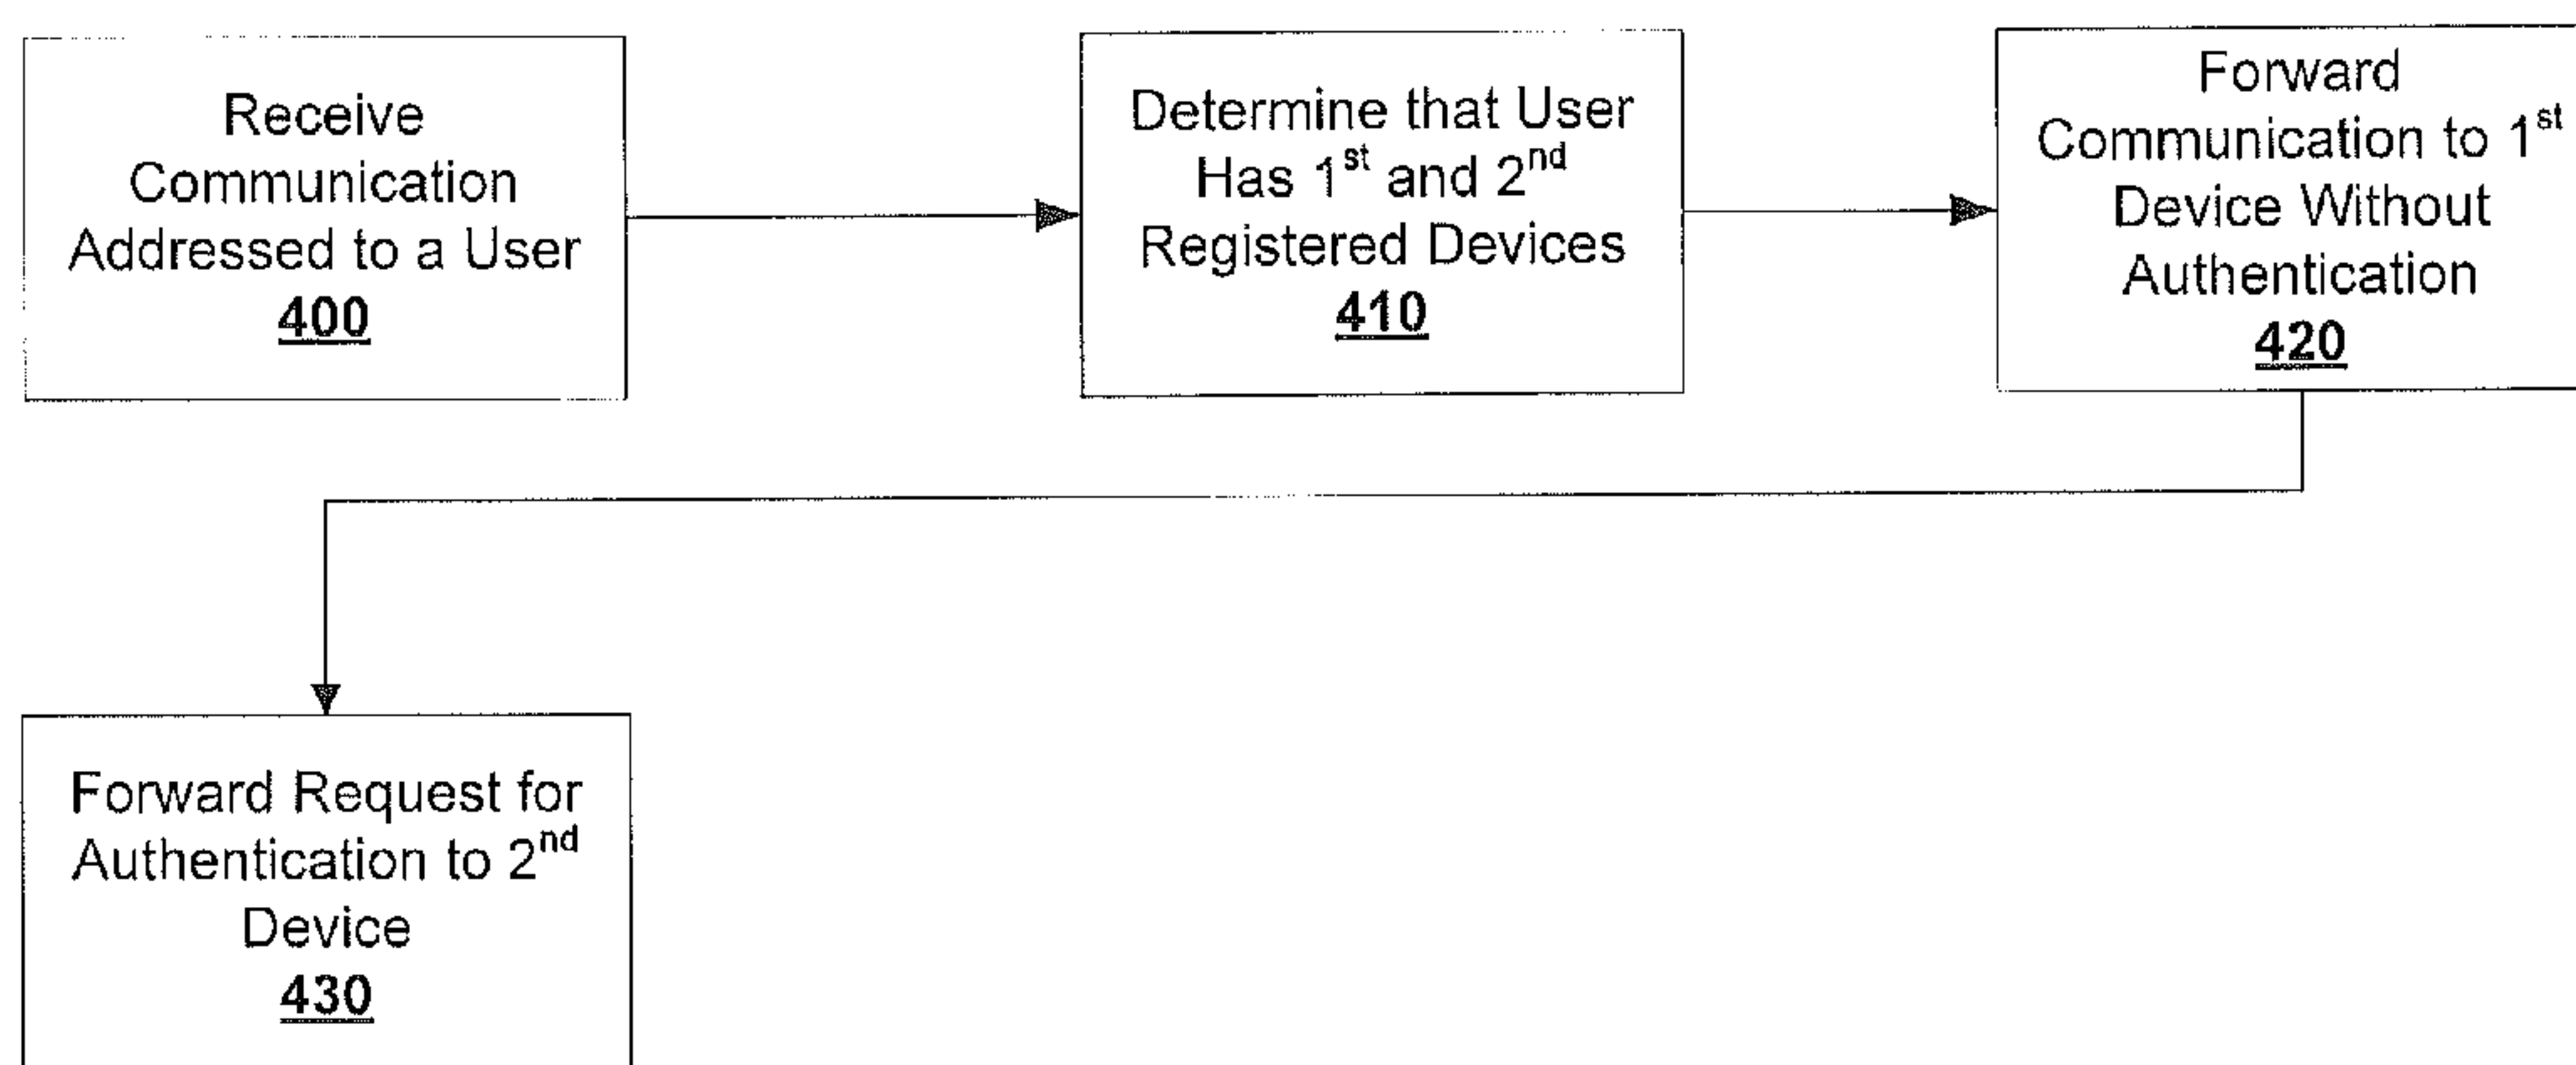 Receive
Communication
Addressed to a User
400
Determine that User
Has 1st and 2nd
Registered Devices
410
Forward
Communication to 1st
Device Without
Authentication
420
Forward Request for
Authentication to 2nd
Device
430